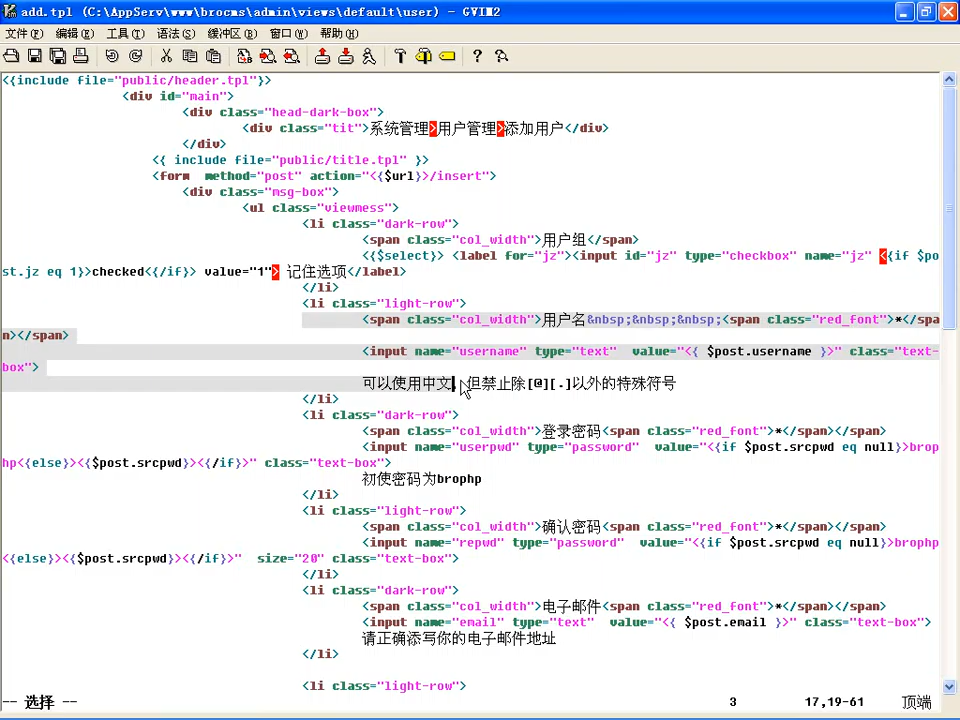 add.tpl (C:\AppServ\www\brocms\admin\views\default\user) - GVIM2
文件(F) 编辑(E) 工具(T) 语法(S) 缓冲区(B) 窗口(W) 帮助(H)
<{include file="public/header.tpl"}>
<div id="main">
<div class="head-dark-box">
<div class="tit">系统管理>用户管理>添加用户</div>
</div>
<{ include file="public/title.tpl" }>
<form method="post" action="<{$url}>/insert">
<div class="msg-box">
<ul class="viewmess">
<li class="dark-row">
<span class="col_width">用户组</span>
<{$select}> <label for="jz"><input id="jz" type="checkbox" name="jz" <{if $po
st.jz eq 1}>checked<{/if}> value="1"> 记住选项</label>
</li>
<li class="light-row">
<span class="col_width">用户名&nbsp;&nbsp;&nbsp;<span class="red_font">*</spa
n></span>
<input name="username" type="text" value="<{ $post.username }>" class="text-
box">
可以使用中文,但禁止除[@][.]以外的特殊符号
</li>
<li class="dark-row">
<span class="col_width">登录密码<span class="red_font">*</span></span>
<input name="userpwd" type="password" value="<{if $post.srcpwd eq null}>brop
hp<{else}><{$post.srcpwd}><{/if}>" class="text-box">
初使密码为brophp
</li>
<li class="light-row">
<span class="col_width">确认密码<span class="red_font">*</span></span>
<input name="repwd" type="password" value="<{if $post.srcpwd eq null}>brophp
<{else}><{$post.srcpwd}><{/if}>" size="20" class="text-box">
</li>
<li class="dark-row">
<span class="col_width">电子邮件<span class="red_font">*</span></span>
<input name="email" type="text" value="<{ $post.email }>" class="text-box">
请正确添写你的电子邮件地址
</li>
<li class="light-row">
-- 选择 -- 3 17,19-61 顶端